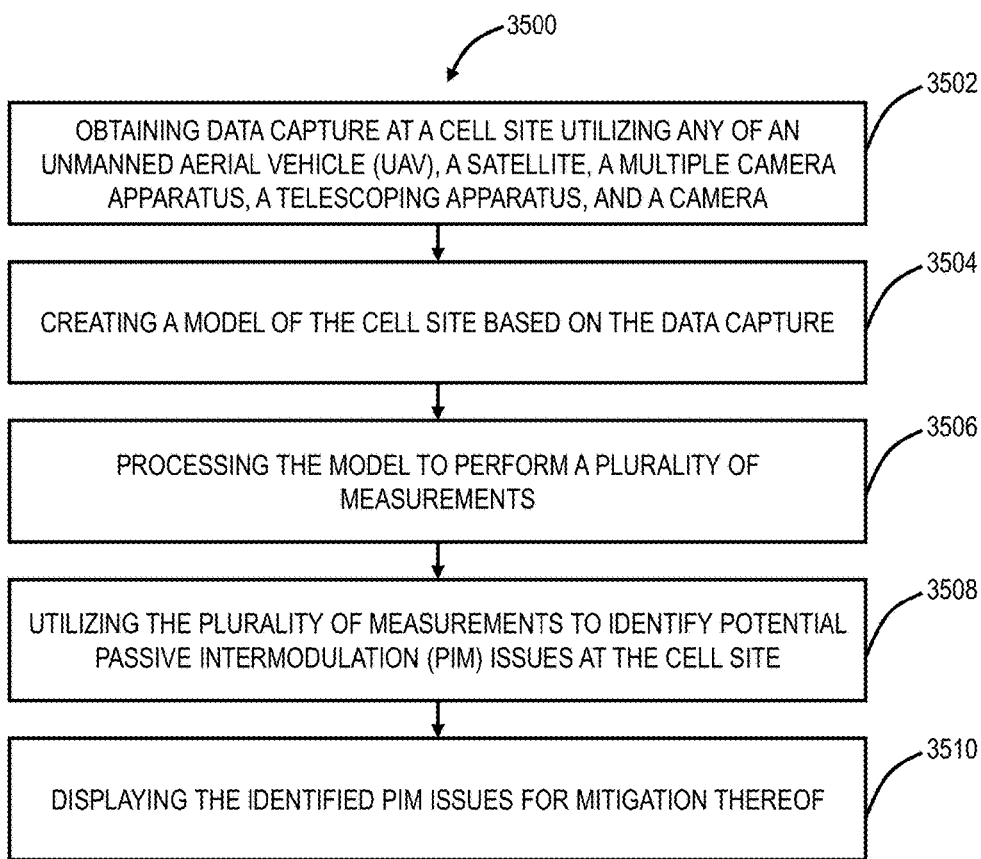 3500
3502
OBTAINING DATA CAPTURE AT A CELL SITE UTILIZING ANY OF AN
UNMANNED AERIAL VEHICLE (UAV), A SATELLITE, A MULTIPLE CAMERA
APPARATUS, A TELESCOPING APPARATUS, AND A CAMERA
3504
CREATING A MODEL OF THE CELL SITE BASED ON THE DATA CAPTURE
3506
PROCESSING THE MODEL TO PERFORM A PLURALITY OF
MEASUREMENTS
3508
UTILIZING THE PLURALITY OF MEASUREMENTS TO IDENTIFY POTENTIAL
PASSIVE INTERMODULATION (PIM) ISSUES AT THE CELL SITE
3510
DISPLAYING THE IDENTIFIED PIM ISSUES FOR MITIGATION THEREOF